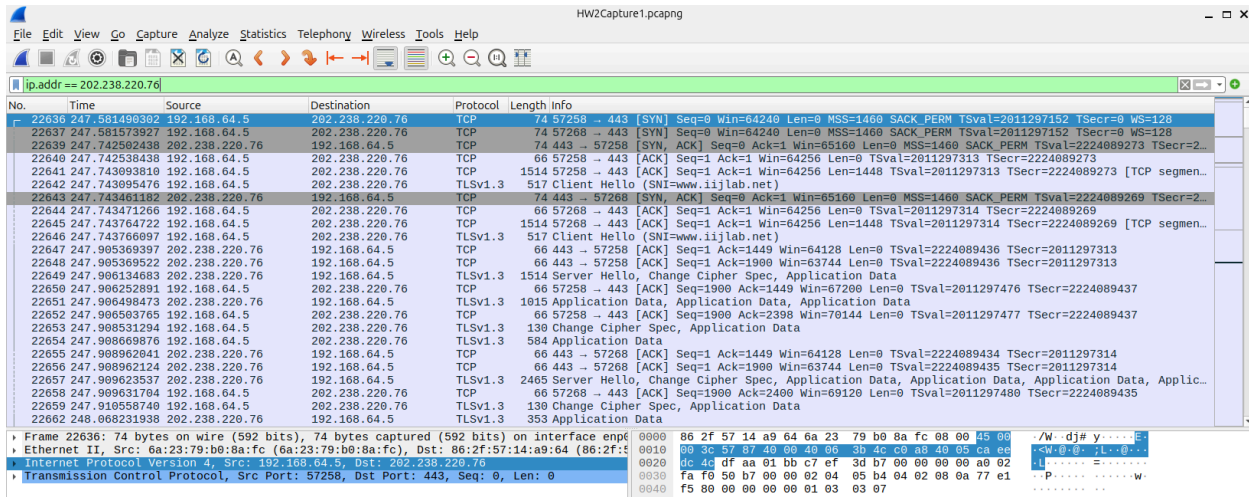 HW2Capture1.pcapng
File Edit View Go Capture Analyze Statistics Telephony Wireless Tools Help
ip.addr == 202.238.220.76
No. Time Source Destination Protocol Length Info
22636 247.581490302 192.168.64.5 202.238.220.76 TCP 74 57258 → 443 [SYN] Seq=0 Win=64240 Len=0 MSS=1460 SACK_PERM TSval=2011297152 TSecr=0 WS=128
22637 247.581573927 192.168.64.5 202.238.220.76 TCP 74 57268 → 443 [SYN] Seq=0 Win=64240 Len=0 MSS=1460 SACK_PERM TSval=2011297152 TSecr=0 WS=128
22639 247.742502438 202.238.220.76 192.168.64.5 TCP 74 443 → 57258 [SYN, ACK] Seq=0 Ack=1 Win=65160 Len=0 MSS=1460 SACK_PERM TSval=2224089273 TSecr=2…
22640 247.742538438 192.168.64.5 202.238.220.76 TCP 66 57258 → 443 [ACK] Seq=1 Ack=1 Win=64256 Len=0 TSval=2011297313 TSecr=2224089273
22641 247.743093810 192.168.64.5 202.238.220.76 TCP 1514 57258 → 443 [ACK] Seq=1 Ack=1 Win=64256 Len=1448 TSval=2011297313 TSecr=2224089273 [TCP segmen…
22642 247.743095476 192.168.64.5 202.238.220.76 TLSv1.3 517 Client Hello (SNI=www.iijlab.net)
22643 247.743461182 202.238.220.76 192.168.64.5 TCP 74 443 → 57268 [SYN, ACK] Seq=0 Ack=1 Win=65160 Len=0 MSS=1460 SACK_PERM TSval=2224089269 TSecr=2…
22644 247.743471266 192.168.64.5 202.238.220.76 TCP 66 57268 → 443 [ACK] Seq=1 Ack=1 Win=64256 Len=0 TSval=2011297314 TSecr=2224089269
22645 247.743764722 192.168.64.5 202.238.220.76 TCP 1514 57268 → 443 [ACK] Seq=1 Ack=1 Win=64256 Len=1448 TSval=2011297314 TSecr=2224089269 [TCP segmen…
22646 247.743766097 192.168.64.5 202.238.220.76 TLSv1.3 517 Client Hello (SNI=www.iijlab.net)
22647 247.905369397 202.238.220.76 192.168.64.5 TCP 66 443 → 57258 [ACK] Seq=1 Ack=1449 Win=64128 Len=0 TSval=2224089436 TSecr=2011297313
22648 247.905369522 202.238.220.76 192.168.64.5 TCP 66 443 → 57258 [ACK] Seq=1 Ack=1900 Win=63744 Len=0 TSval=2224089436 TSecr=2011297313
22649 247.906134683 202.238.220.76 192.168.64.5 TLSv1.3 1514 Server Hello, Change Cipher Spec, Application Data
22650 247.906252891 192.168.64.5 202.238.220.76 TCP 66 57258 → 443 [ACK] Seq=1900 Ack=1449 Win=67200 Len=0 TSval=2011297476 TSecr=2224089437
22651 247.906498473 202.238.220.76 192.168.64.5 TLSv1.3 1015 Application Data, Application Data, Application Data
22652 247.906503765 192.168.64.5 202.238.220.76 TCP 66 57258 → 443 [ACK] Seq=1900 Ack=2398 Win=70144 Len=0 TSval=2011297477 TSecr=2224089437
22653 247.908531294 192.168.64.5 202.238.220.76 TLSv1.3 130 Change Cipher Spec, Application Data
22654 247.908669876 192.168.64.5 202.238.220.76 TLSv1.3 584 Application Data
22655 247.908962041 202.238.220.76 192.168.64.5 TCP 66 443 → 57268 [ACK] Seq=1 Ack=1449 Win=64128 Len=0 TSval=2224089434 TSecr=2011297314
22656 247.908962124 202.238.220.76 192.168.64.5 TCP 66 443 → 57268 [ACK] Seq=1 Ack=1900 Win=63744 Len=0 TSval=2224089435 TSecr=2011297314
22657 247.909623537 202.238.220.76 192.168.64.5 TLSv1.3 2465 Server Hello, Change Cipher Spec, Application Data, Application Data, Application Data, Applic…
22658 247.909631704 192.168.64.5 202.238.220.76 TCP 66 57268 → 443 [ACK] Seq=1900 Ack=2400 Win=69120 Len=0 TSval=2011297480 TSecr=2224089435
22659 247.910558740 192.168.64.5 202.238.220.76 TLSv1.3 130 Change Cipher Spec, Application Data
22662 248.068231938 202.238.220.76 192.168.64.5 TLSv1.3 353 Application Data
Frame 22636: 74 bytes on wire (592 bits), 74 bytes captured (592 bits) on interface enp0
Ethernet II, Src: 6a:23:79:b0:8a:fc (6a:23:79:b0:8a:fc), Dst: 86:2f:57:14:a9:64 (86:2f:5
Internet Protocol Version 4, Src: 192.168.64.5, Dst: 202.238.220.76
Transmission Control Protocol, Src Port: 57258, Dst Port: 443, Seq: 0, Len: 0
0000 86 2f 57 14 a9 64 6a 23 79 b0 8a fc 08 00 45 00 ·/W··dj# y·····E·
0010 00 3c 57 87 40 00 40 06 3b 4c c0 a8 40 05 ca ee ·<W·@·@· ;L··@···
0020 dc 4c df aa 01 bb c7 ef 3d b7 00 00 00 00 a0 02 ·L······ =·······
0030 fa f0 50 b7 00 00 02 04 05 b4 04 02 08 0a 77 e1 ··P····· ······w·
0040 f5 80 00 00 00 00 01 03 03 07 ········ ··